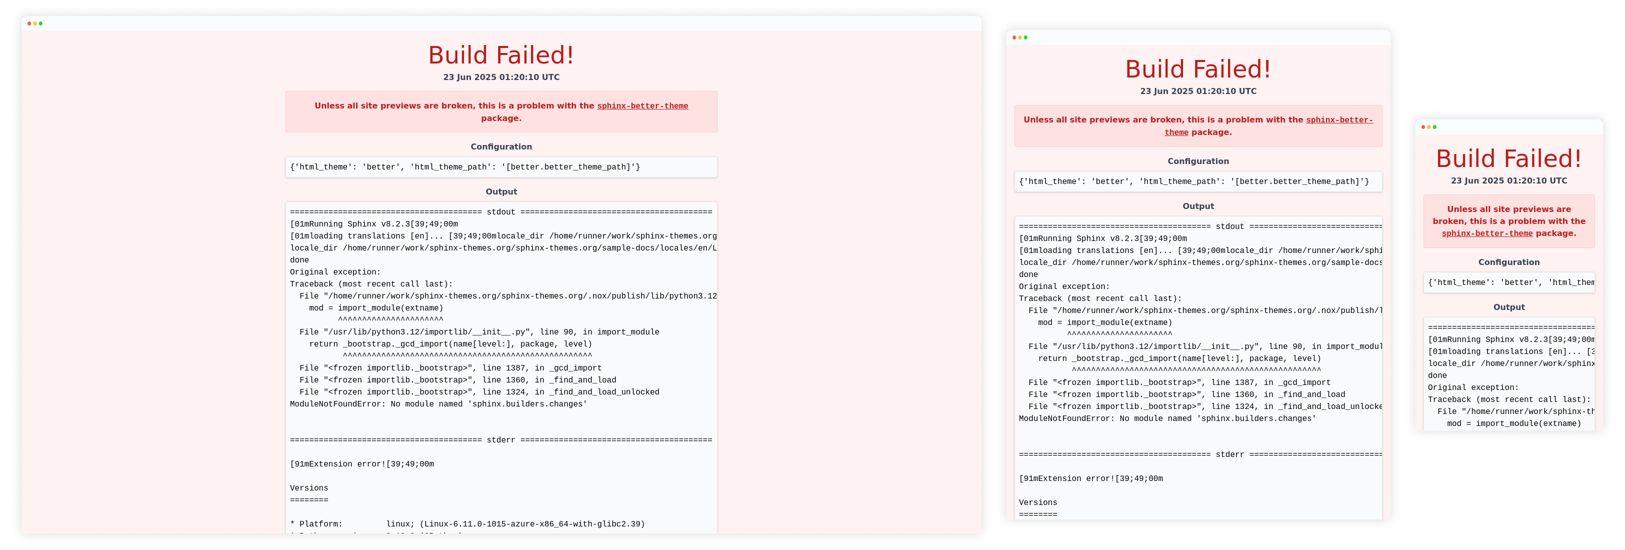 Build Failed!
23 Jun 2025 01:20:10 UTC
Unless all site previews are broken, this is a problem with the sphinx-better-theme
package.
Configuration
{'html_theme': 'better', 'html_theme_path': '[better.better_theme_path]'}
Output
======================================== stdout ========================================
[01mRunning Sphinx v8.2.3[39;49;00m
[01mloading translations [en]... [39;49;00mlocale_dir /home/runner/work/sphinx-themes.org
locale_dir /home/runner/work/sphinx-themes.org/sphinx-themes.org/sample-docs/locales/en/L
done
Original exception:
Traceback (most recent call last):
  File "/home/runner/work/sphinx-themes.org/sphinx-themes.org/.nox/publish/lib/python3.12
    mod = import_module(extname)
          ^^^^^^^^^^^^^^^^^^^^^^
  File "/usr/lib/python3.12/importlib/__init__.py", line 90, in import_module
    return _bootstrap._gcd_import(name[level:], package, level)
           ^^^^^^^^^^^^^^^^^^^^^^^^^^^^^^^^^^^^^^^^^^^^^^^^^^^^
  File "<frozen importlib._bootstrap>", line 1387, in _gcd_import
  File "<frozen importlib._bootstrap>", line 1360, in _find_and_load
  File "<frozen importlib._bootstrap>", line 1324, in _find_and_load_unlocked
ModuleNotFoundError: No module named 'sphinx.builders.changes'
======================================== stderr ========================================
[91mExtension error![39;49;00m
Versions
========
* Platform:         linux; (Linux-6.11.0-1015-azure-x86_64-with-glibc2.39)
Build Failed!
23 Jun 2025 01:20:10 UTC
Unless all site previews are broken, this is a problem with the sphinx-better-
theme package.
Configuration
{'html_theme': 'better', 'html_theme_path': '[better.better_theme_path]'}
Output
======================================== stdout ============================
[01mRunning Sphinx v8.2.3[39;49;00m
[01mloading translations [en]... [39;49;00mlocale_dir /home/runner/work/sphi
locale_dir /home/runner/work/sphinx-themes.org/sphinx-themes.org/sample-docs
done
Original exception:
Traceback (most recent call last):
  File "/home/runner/work/sphinx-themes.org/sphinx-themes.org/.nox/publish/l
    mod = import_module(extname)
          ^^^^^^^^^^^^^^^^^^^^^^
  File "/usr/lib/python3.12/importlib/__init__.py", line 90, in import_modul
    return _bootstrap._gcd_import(name[level:], package, level)
           ^^^^^^^^^^^^^^^^^^^^^^^^^^^^^^^^^^^^^^^^^^^^^^^^^^^^
  File "<frozen importlib._bootstrap>", line 1387, in _gcd_import
  File "<frozen importlib._bootstrap>", line 1360, in _find_and_load
  File "<frozen importlib._bootstrap>", line 1324, in _find_and_load_unlocke
ModuleNotFoundError: No module named 'sphinx.builders.changes'
======================================== stderr ============================
[91mExtension error![39;49;00m
Versions
========
Build Failed!
23 Jun 2025 01:20:10 UTC
Unless all site previews are
broken, this is a problem with the
sphinx-better-theme package.
Configuration
{'html_theme': 'better', 'html_them
Output
===================================
[01mRunning Sphinx v8.2.3[39;49;00m
[01mloading translations [en]... [3
locale_dir /home/runner/work/sphinx
done
Original exception:
Traceback (most recent call last):
  File "/home/runner/work/sphinx-th
    mod = import_module(extname)